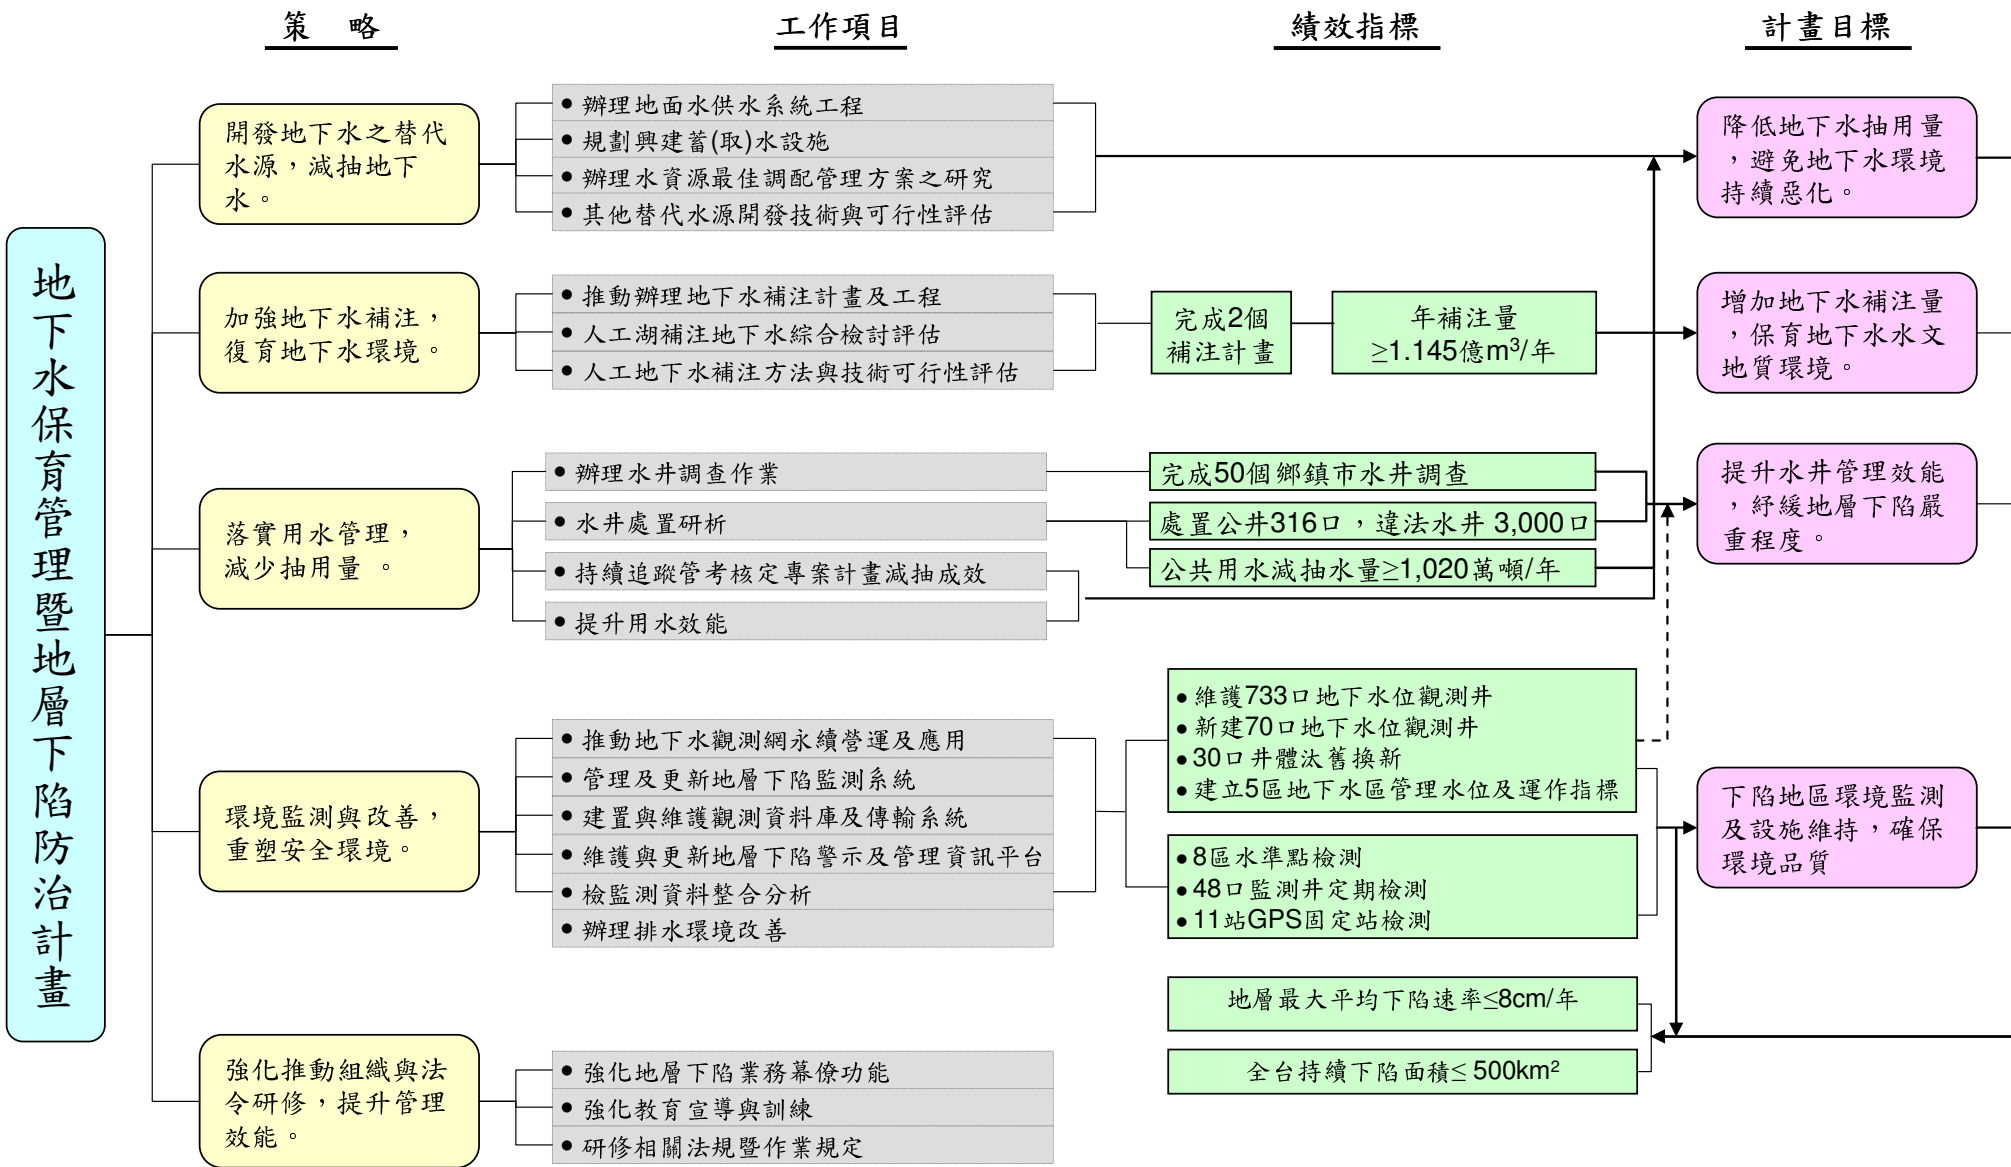 策　略
工作項目
績效指標
計畫目標
地下水保育管理暨地層下陷防治計畫
開發地下水之替代
水源，減抽地下
水。
• 辦理地面水供水系統工程
• 規劃興建蓄(取)水設施
• 辦理水資源最佳調配管理方案之研究
• 其他替代水源開發技術與可行性評估
降低地下水抽用量
，避免地下水環境
持續惡化。
加強地下水補注，
復育地下水環境。
• 推動辦理地下水補注計畫及工程
• 人工湖補注地下水綜合檢討評估
• 人工地下水補注方法與技術可行性評估
完成2個
補注計畫
年補注量
≥1.145億m³/年
增加地下水補注量
，保育地下水水文
地質環境。
落實用水管理，
減少抽用量 。
• 辦理水井調查作業
• 水井處置研析
• 持續追蹤管考核定專案計畫減抽成效
• 提升用水效能
完成50個鄉鎮市水井調查
處置公井316口，違法水井 3,000口
公共用水減抽水量≥1,020萬噸/年
提升水井管理效能
，紓緩地層下陷嚴
重程度。
環境監測與改善，
重塑安全環境。
• 推動地下水觀測網永續營運及應用
• 管理及更新地層下陷監測系統
• 建置與維護觀測資料庫及傳輸系統
• 維護與更新地層下陷警示及管理資訊平台
• 檢監測資料整合分析
• 辦理排水環境改善
• 維護733口地下水位觀測井
• 新建70口地下水位觀測井
• 30口井體汰舊換新
• 建立5區地下水區管理水位及運作指標
• 8區水準點檢測
• 48口監測井定期檢測
• 11站GPS固定站檢測
下陷地區環境監測
及設施維持，確保
環境品質
地層最大平均下陷速率≤8cm/年
全台持續下陷面積≤ 500km²
強化推動組織與法
令研修，提升管理
效能。
• 強化地層下陷業務幕僚功能
• 強化教育宣導與訓練
• 研修相關法規暨作業規定